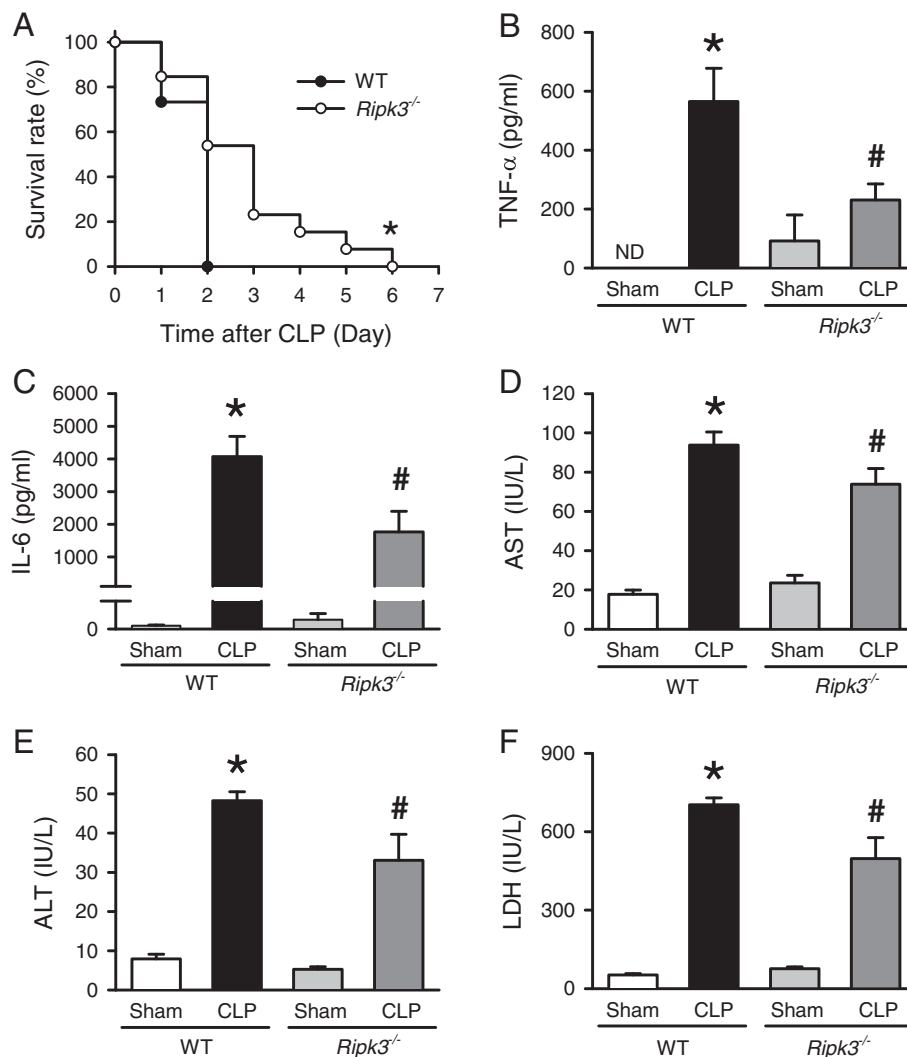 A
Survival rate (%)
100
80
60
40
20
0
WT
Ripk3-/-
*
0 1 2 3 4 5 6 7
Time after CLP (Day)
B
TNF-α (pg/ml)
800
600
400
200
0
ND
*
#
Sham CLP Sham CLP
WT Ripk3-/-
C
IL-6 (pg/ml)
6000
5000
4000
3000
2000
1000
0
*
#
Sham CLP Sham CLP
WT Ripk3-/-
D
AST (IU/L)
120
100
80
60
40
20
0
*
#
Sham CLP Sham CLP
WT Ripk3-/-
E
ALT (IU/L)
60
50
40
30
20
10
0
*
#
Sham CLP Sham CLP
WT Ripk3-/-
F
LDH (IU/L)
900
600
300
0
*
#
Sham CLP Sham CLP
WT Ripk3-/-